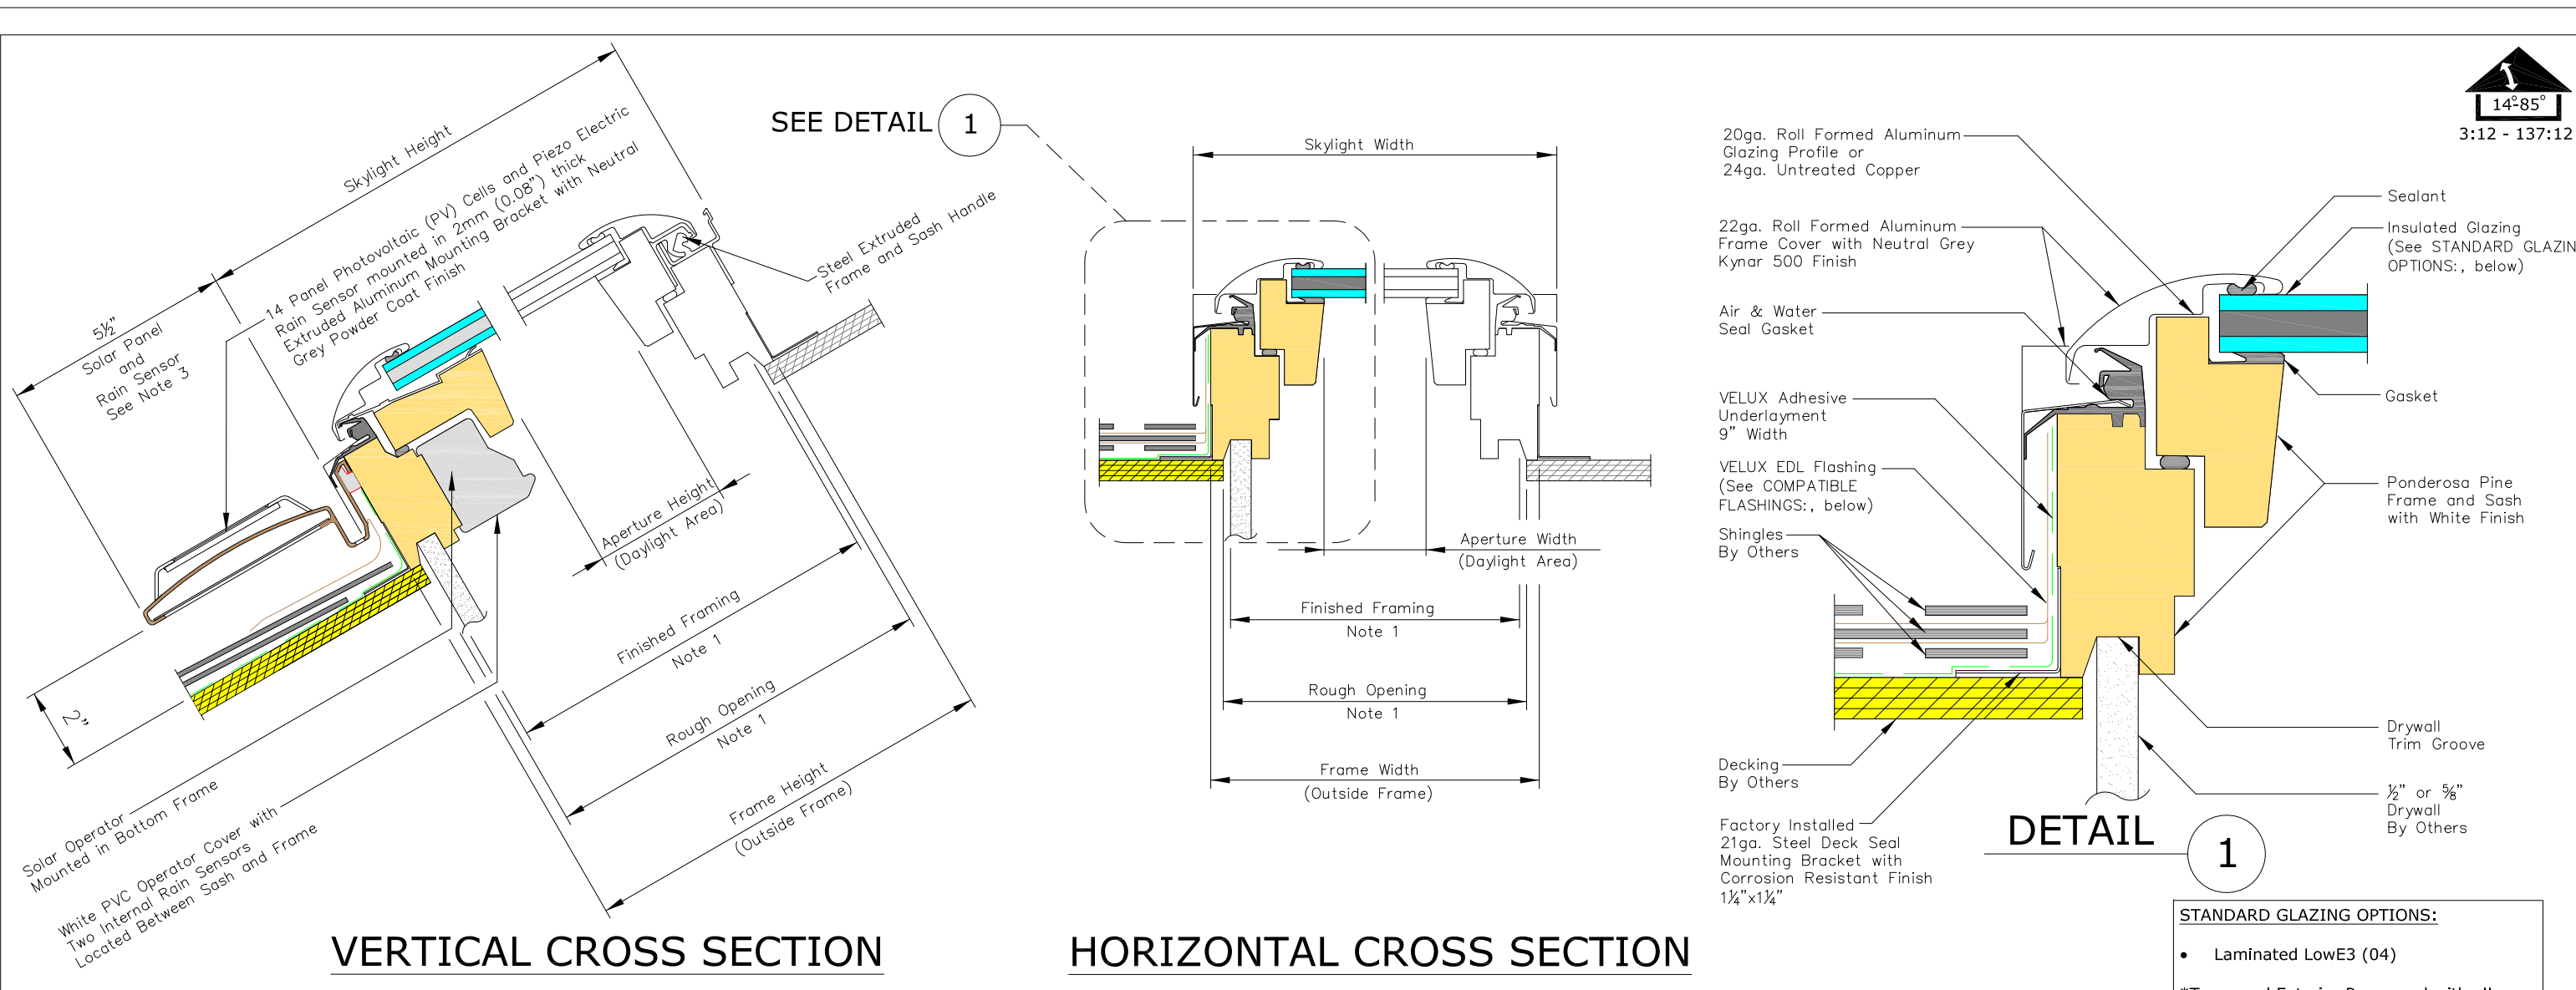 Skylight Height
5½"
Solar Panel
and
Rain Sensor
See Note 3
14 Panel Photovoltaic (PV) Cells and Piezo Electric
Rain Sensor mounted in 2mm (0.08") thick
Extruded Aluminum Mounting Bracket with Neutral
Grey Powder Coat Finish
Steel Extruded
Frame and Sash Handle
Aperture Height
(Daylight Area)
Finished Framing
Note 1
Rough Opening
Note 1
Frame Height
(Outside Frame)
2"
Solar Operator
Mounted in Bottom Frame
White PVC Operator Cover with
Two Internal Rain Sensors
Located Between Sash and Frame
VERTICAL CROSS SECTION
SEE DETAIL 1
Skylight Width
Aperture Width
(Daylight Area)
Finished Framing
Note 1
Rough Opening
Note 1
Frame Width
(Outside Frame)
HORIZONTAL CROSS SECTION
20ga. Roll Formed Aluminum
Glazing Profile or
24ga. Untreated Copper
22ga. Roll Formed Aluminum
Frame Cover with Neutral Grey
Kynar 500 Finish
Air & Water
Seal Gasket
VELUX Adhesive
Underlayment
9" Width
VELUX EDL Flashing
(See COMPATIBLE
FLASHINGS:, below)
Shingles
By Others
Decking
By Others
Factory Installed
21ga. Steel Deck Seal
Mounting Bracket with
Corrosion Resistant Finish
1¼"x1¼"
14°-85°
3:12 - 137:12
Sealant
Insulated Glazing
(See STANDARD GLAZIN
OPTIONS:, below)
Gasket
Ponderosa Pine
Frame and Sash
with White Finish
Drywall
Trim Groove
½" or ⅝"
Drywall
By Others
DETAIL 1
STANDARD GLAZING OPTIONS:
• Laminated LowE3 (04)